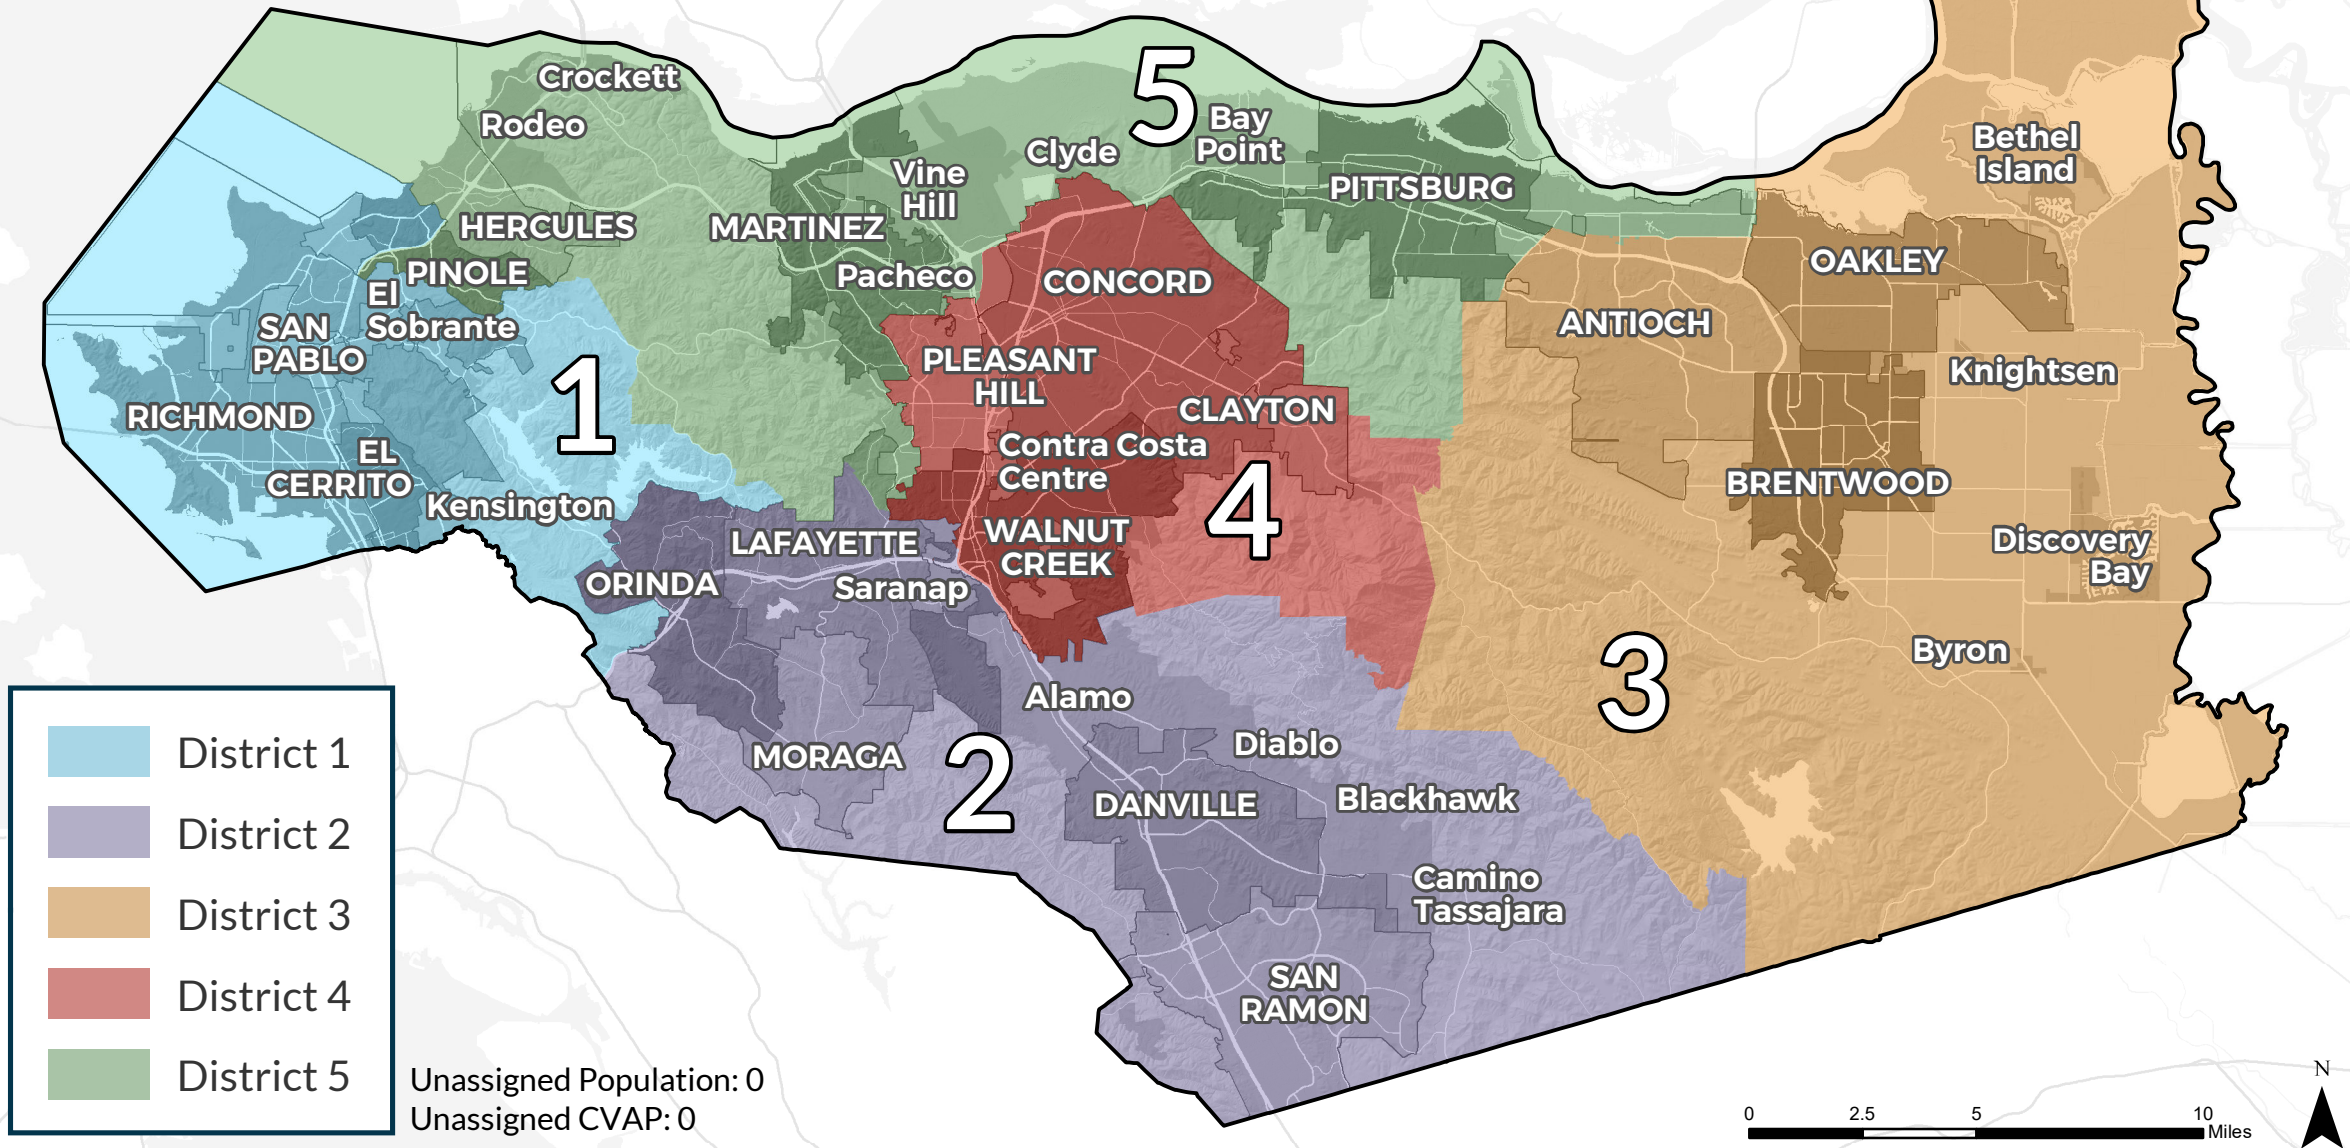 Crockett
Rodeo
HERCULES
PINOLE
El
Sobrante
SAN
PABLO
RICHMOND
EL
CERRITO
Kensington
1
5
Bay
Point
Clyde
Vine
Hill
MARTINEZ
Pacheco
PITTSBURG
CONCORD
PLEASANT
HILL
CLAYTON
Contra Costa
Centre
4
WALNUT
CREEK
LAFAYETTE
ORINDA
Saranap
Alamo
MORAGA
2
Diablo
DANVILLE
Blackhawk
Camino
Tassajara
SAN
RAMON
Bethel
Island
OAKLEY
ANTIOCH
Knightsen
BRENTWOOD
Discovery
Bay
Byron
3
District 1
District 2
District 3
District 4
District 5
Unassigned Population: 0
Unassigned CVAP: 0
0 2.5 5 10
Miles
N